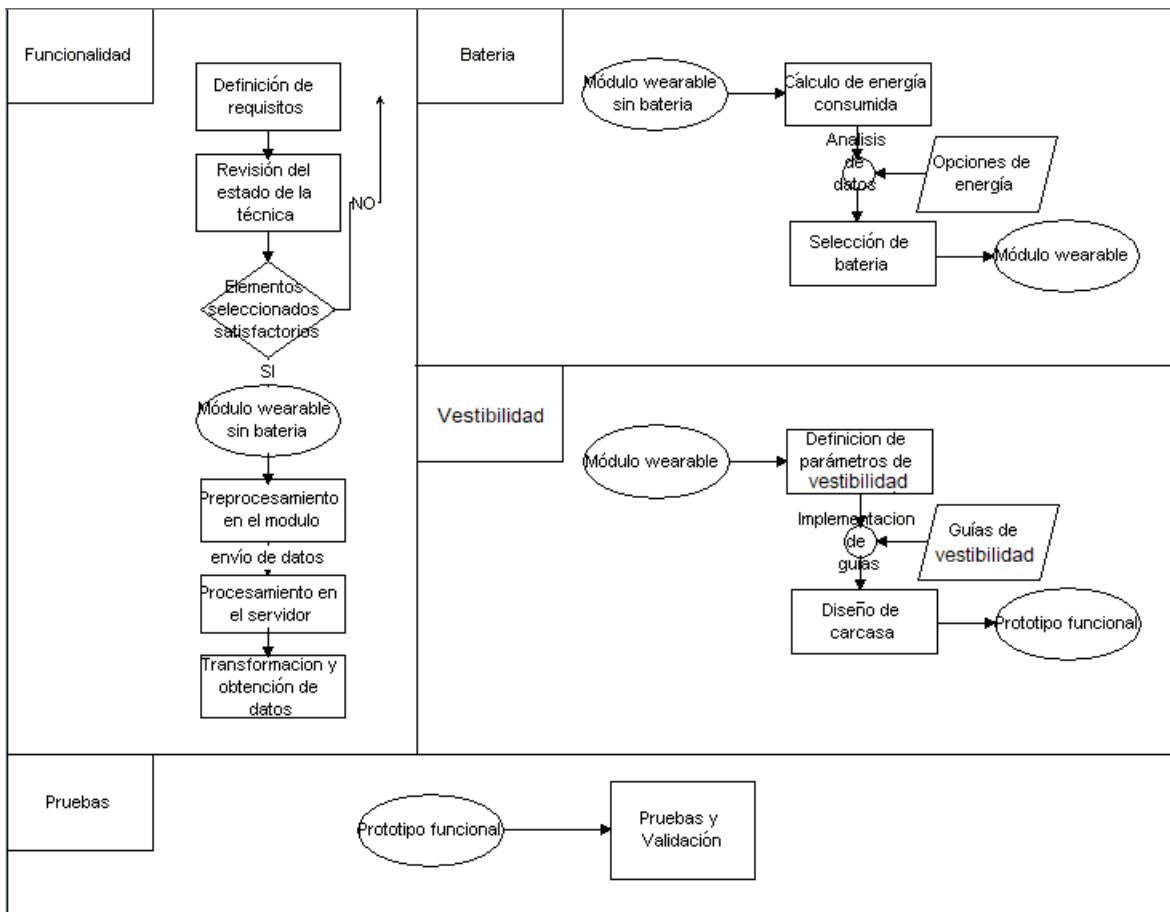 Funcionalidad
Definición de
requisitos
Revisión del
estado de la
técnica
NO
Elementos
seleccionados
satisfactorios
SI
Módulo wearable
sin bateria
Preprocesamiento
en el modulo
envío de datos
Procesamiento en
el servidor
Transformacion y
obtención de
datos
Bateria
Módulo wearable
sin bateria
Cálculo de energía
consumida
Analisis
de
datos
Opciones de
energía
Selección de
bateria
Módulo wearable
Vestibilidad
Módulo wearable
Definicion de
parámetros de
vestibilidad
Implementacion
de
guías
Guías de
vestibilidad
Diseño de
carcasa
Prototipo funcional
Pruebas
Prototipo funcional
Pruebas y
Validación